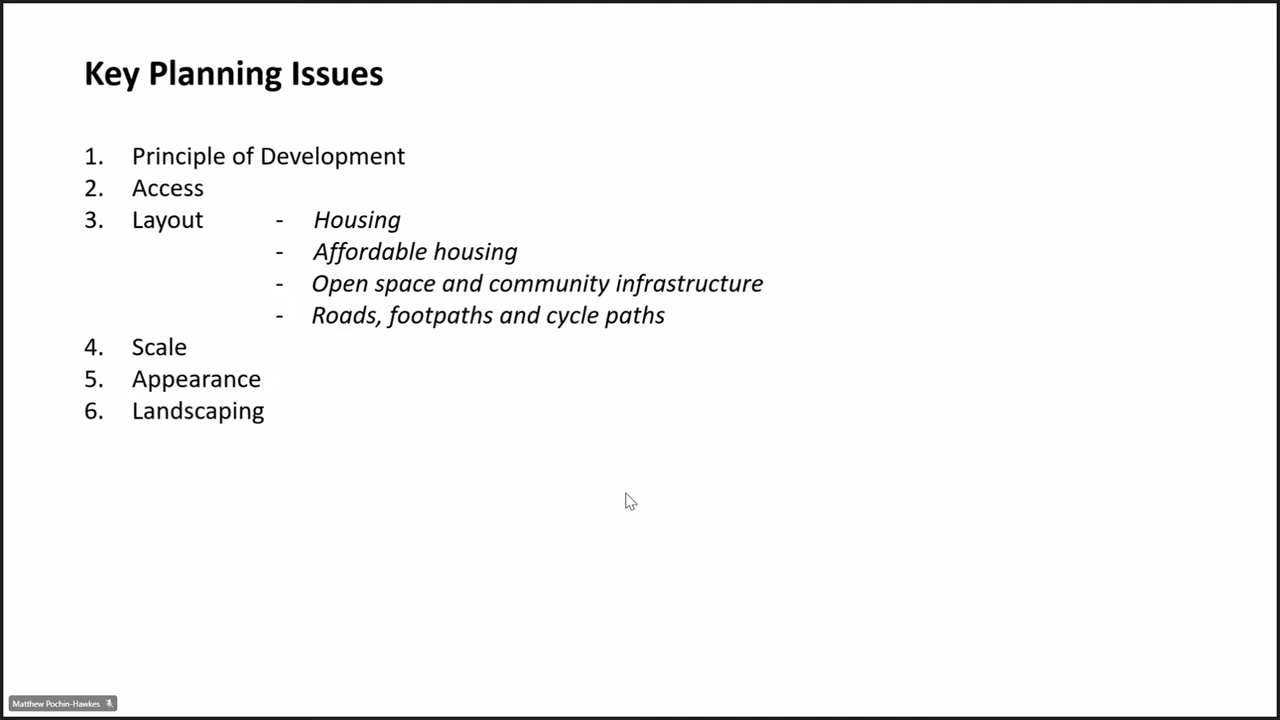 Key Planning Issues
1. Principle of Development
2. Access
3. Layout - Housing
- Affordable housing
- Open space and community infrastructure
- Roads, footpaths and cycle paths
4. Scale
5. Appearance
6. Landscaping
Matthew Pochin-Hawkes